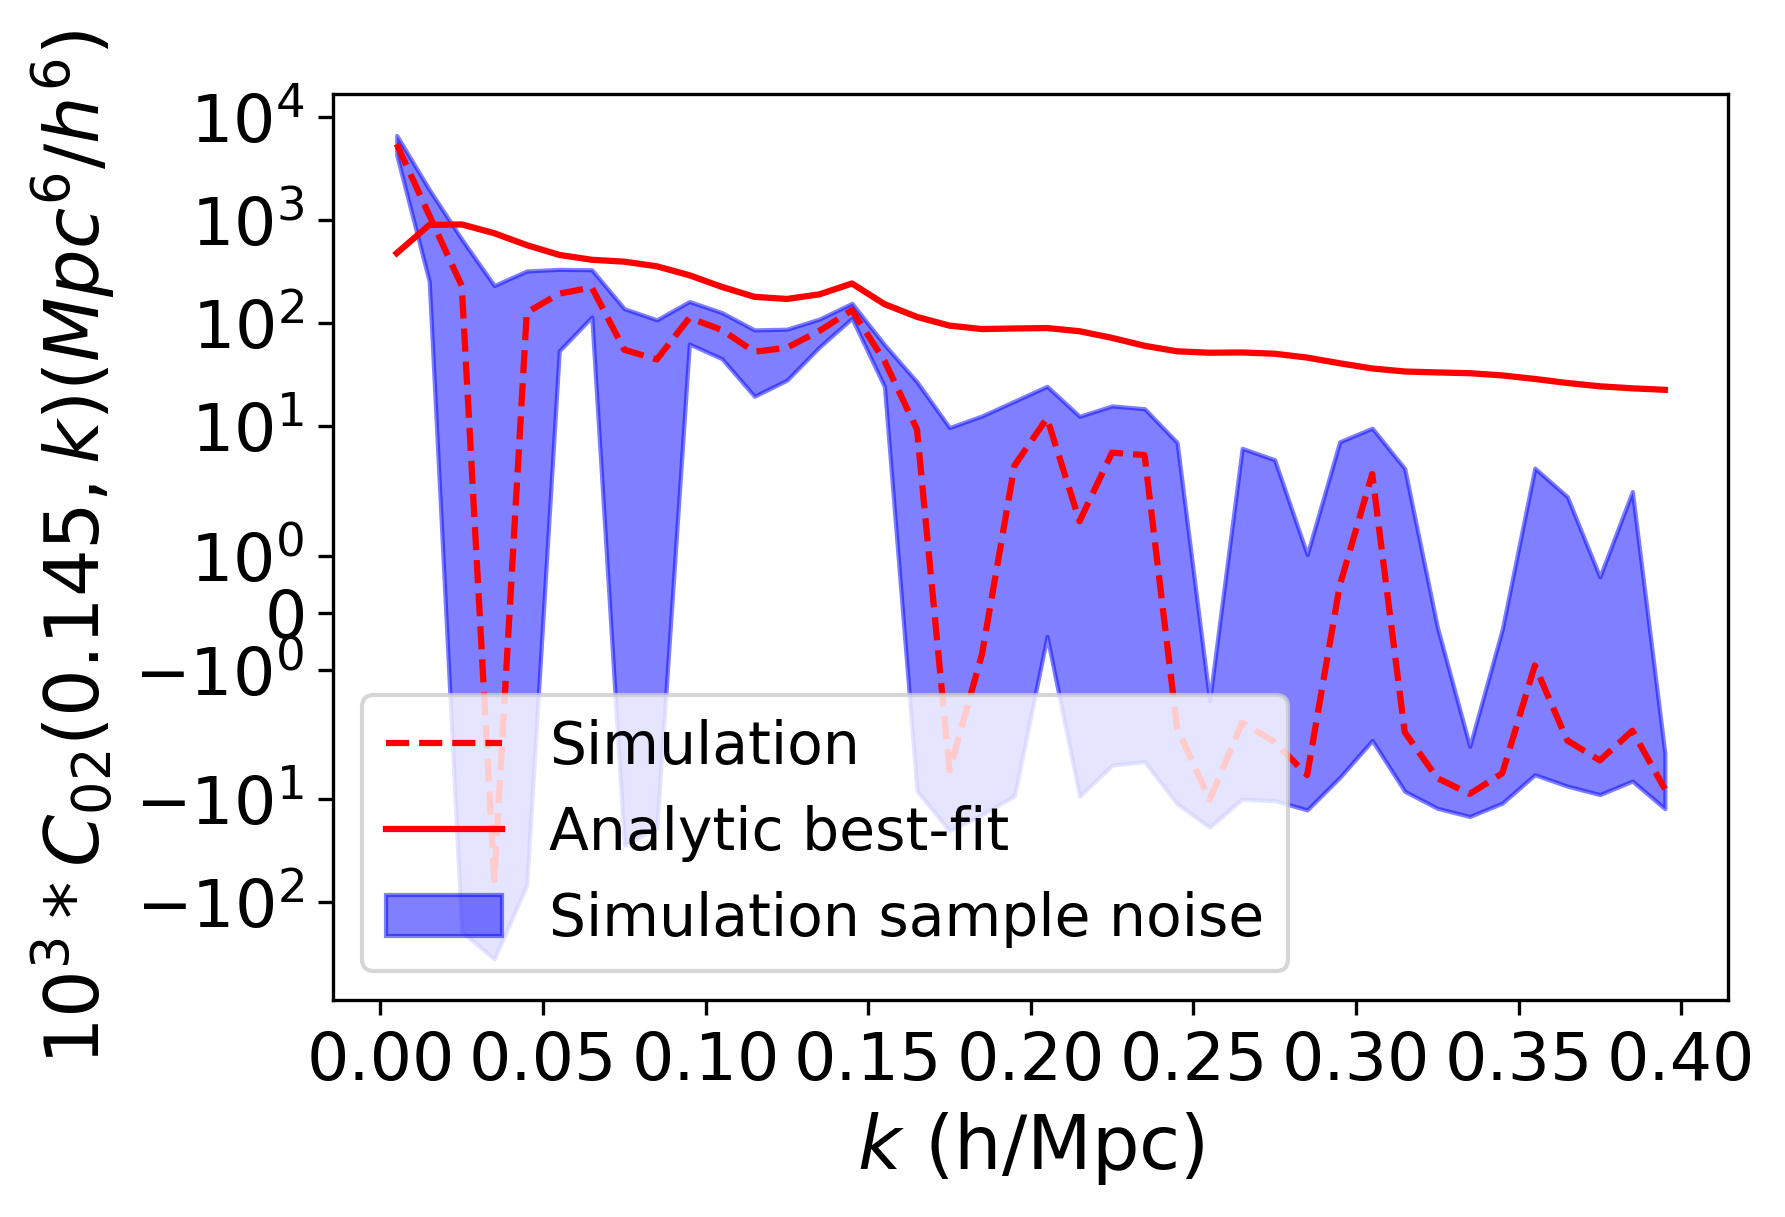 10^3 * C_{02}(0.145, k)(Mpc^6/h^6)
10^4
10^3
10^2
10^1
10^0
0
−10^0
−10^1
−10^2
Simulation
Analytic best-fit
Simulation sample noise
0.00 0.05 0.10 0.15 0.20 0.25 0.30 0.35 0.40
k (h/Mpc)